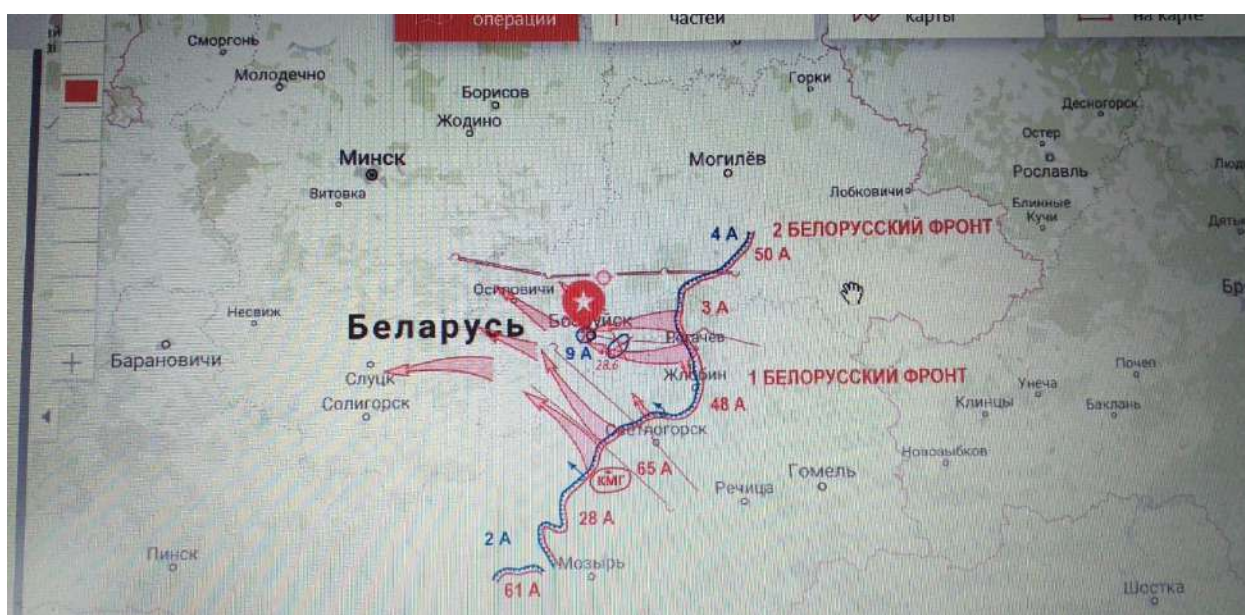 операции
частей
карты
на карте
Сморгонь
Молодечно
Борисов
Жодино
Горки
Десногорск
Остер
Рославль
Минск
Витовка
Могилёв
Лобковичи
Блинные
Кучи
4 А
2 БЕЛОРУССКИЙ ФРОНТ
50 А
Осиповичи
3 А
Несвиж
Беларусь
Бобруйск
Рогачёв
Барановичи
9 А
28.6
Слуцк
Жлобин
1 БЕЛОРУССКИЙ ФРОНТ
Почеп
Унеча
Солигорск
48 А
Клинцы
Баклань
Светлогорск
Новозыбков
65 А
КМГ
Гомель
Речица
28 А
2 А
Пинск
Мозырь
61 А
Шостка